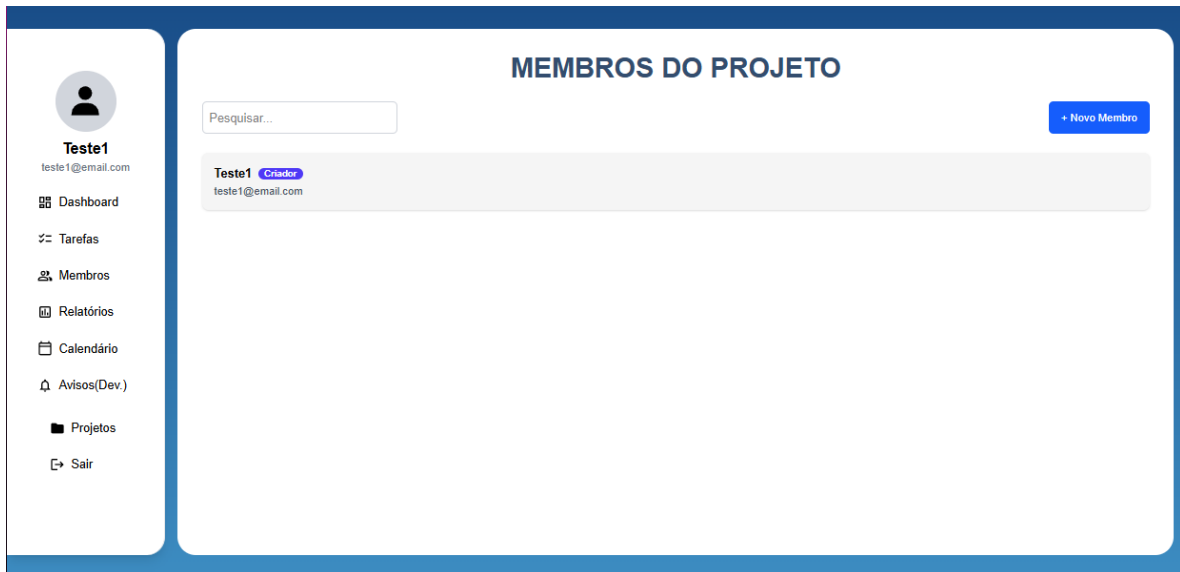 Teste1
teste1@email.com
Dashboard
Tarefas
Membros
Relatórios
Calendário
Avisos(Dev.)
Projetos
Sair
MEMBROS DO PROJETO
Pesquisar...
+ Novo Membro
Teste1 Criador
teste1@email.com